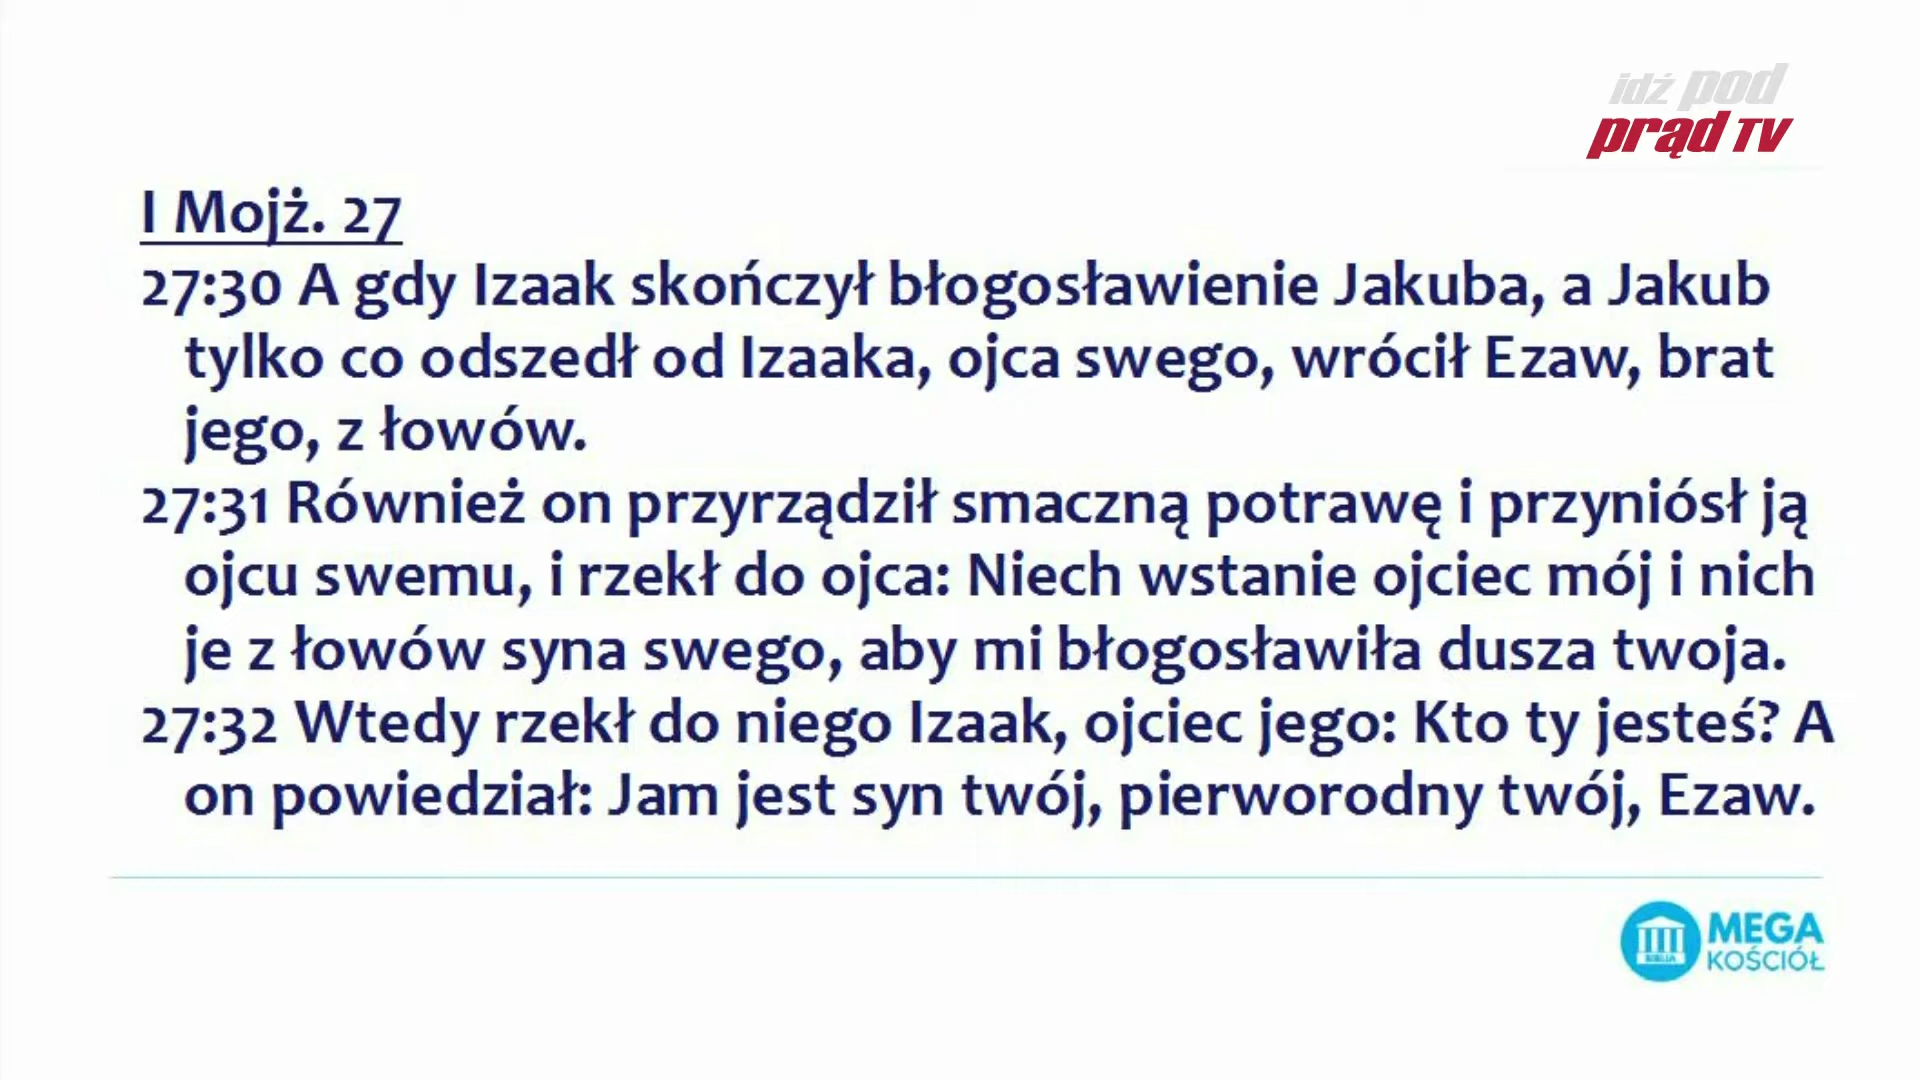 idź pod
prąd TV
I Mojż. 27
27:30 A gdy Izaak skończył błogosławienie Jakuba, a Jakub
tylko co odszedł od Izaaka, ojca swego, wrócił Ezaw, brat
jego, z łowów.
27:31 Również on przyrządził smaczną potrawę i przyniósł ją
ojcu swemu, i rzekł do ojca: Niech wstanie ojciec mój i nich
je z łowów syna swego, aby mi błogosławiła dusza twoja.
27:32 Wtedy rzekł do niego Izaak, ojciec jego: Kto ty jesteś? A
on powiedział: Jam jest syn twój, pierworodny twój, Ezaw.
BIBLIA
MEGA
KOŚCIÓŁ